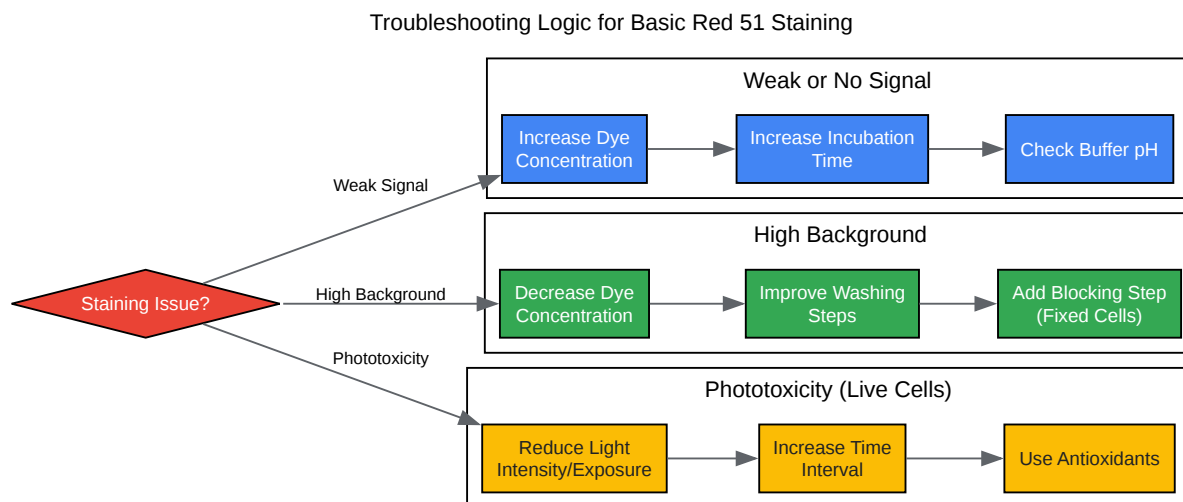 Troubleshooting Logic for Basic Red 51 Staining
Weak or No Signal
Increase Dye
Concentration
Increase Incubation
Time
Check Buffer pH
Weak Signal
High Background
Staining Issue?
High Background
Decrease Dye
Concentration
Improve Washing
Steps
Add Blocking Step
(Fixed Cells)
Phototoxicity
Phototoxicity (Live Cells)
Reduce Light
Intensity/Exposure
Increase Time
Interval
Use Antioxidants